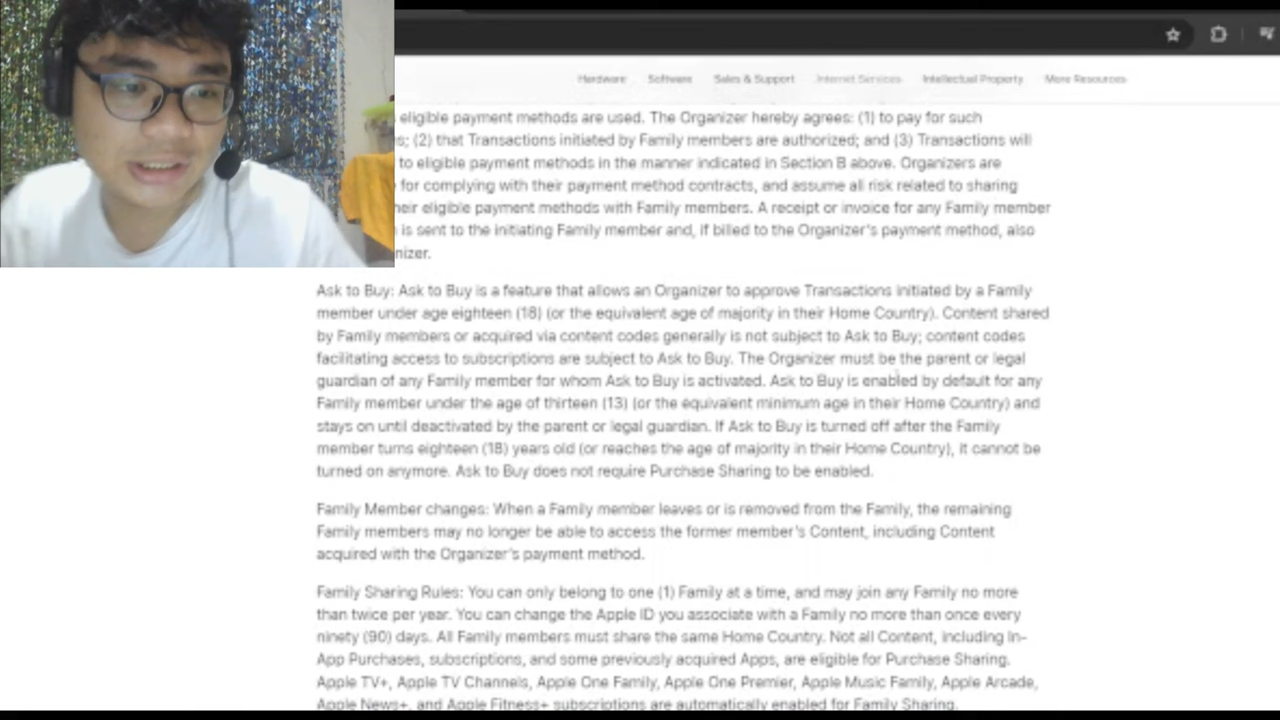 Hardware Software Sales & Support Internet Services Intellectual Property More Resources
eligible payment methods are used. The Organizer hereby agrees: (1) to pay for such
s; (2) that Transactions initiated by Family members are authorized; and (3) Transactions will
to eligible payment methods in the manner indicated in Section B above. Organizers are
for complying with their payment method contracts, and assume all risk related to sharing
heir eligible payment methods with Family members. A receipt or invoice for any Family member
is sent to the initiating Family member and, if billed to the Organizer's payment method, also
nizer.
Ask to Buy: Ask to Buy is a feature that allows an Organizer to approve Transactions initiated by a Family
member under age eighteen (18) (or the equivalent age of majority in their Home Country). Content shared
by Family members or acquired via content codes generally is not subject to Ask to Buy; content codes
facilitating access to subscriptions are subject to Ask to Buy. The Organizer must be the parent or legal
guardian of any Family member for whom Ask to Buy is activated. Ask to Buy is enabled by default for any
Family member under the age of thirteen (13) (or the equivalent minimum age in their Home Country) and
stays on until deactivated by the parent or legal guardian. If Ask to Buy is turned off after the Family
member turns eighteen (18) years old (or reaches the age of majority in their Home Country), it cannot be
turned on anymore. Ask to Buy does not require Purchase Sharing to be enabled.
Family Member changes: When a Family member leaves or is removed from the Family, the remaining
Family members may no longer be able to access the former member's Content, including Content
acquired with the Organizer's payment method.
Family Sharing Rules: You can only belong to one (1) Family at a time, and may join any Family no more
than twice per year. You can change the Apple ID you associate with a Family no more than once every
ninety (90) days. All Family members must share the same Home Country. Not all Content, including In-
App Purchases, subscriptions, and some previously acquired Apps, are eligible for Purchase Sharing.
Apple TV+, Apple TV Channels, Apple One Family, Apple One Premier, Apple Music Family, Apple Arcade,
Apple News+, and Apple Fitness+ subscriptions are automatically enabled for Family Sharing.